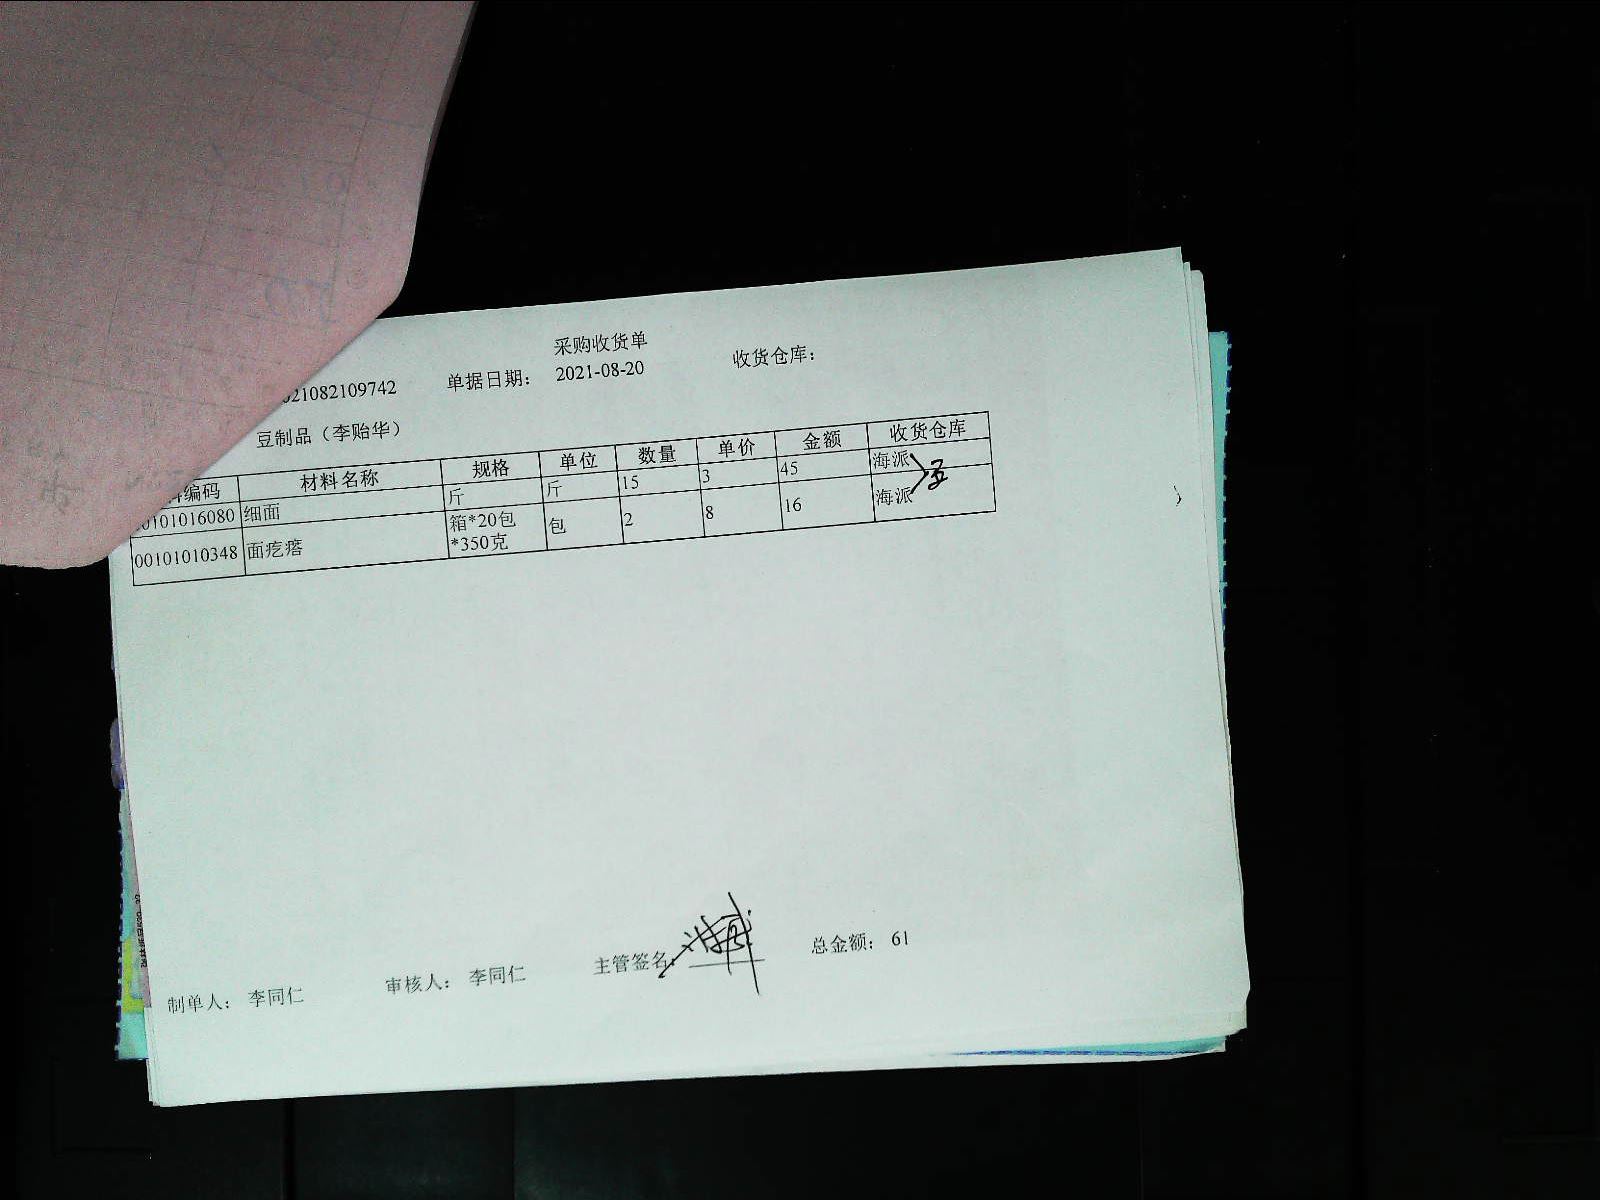 采购收货单
021082109742 单据日期： 2021-08-20 收货仓库：
豆制品（李贻华）
编码 材料名称 规格 单位 数量 单价 金额 收货仓库
0101016080 细面 斤 斤 15 3 45 海派
00101010348 面疙瘩 箱*20包*350克 包 2 8 16 海派
制单人： 李同仁 审核人： 李同仁 主管签名： 总金额： 61